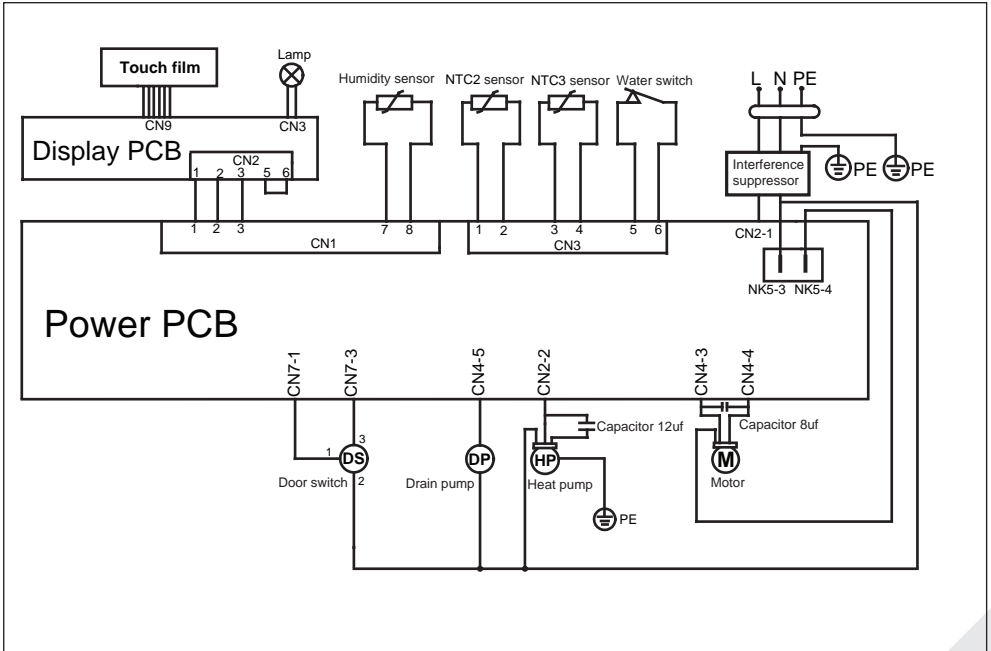 Touch film
Lamp
Humidity sensor
NTC2 sensor
NTC3 sensor
Water switch
L N PE
CN9
CN3
Display PCB
CN2
1 2 3 5 6
Interference
suppressor
PE
PE
1 2 3
7 8
CN1
1 2 3 4 5 6
CN3
CN2-1
NK5-3 NK5-4
Power PCB
CN7-1
CN7-3
CN4-5
CN2-2
CN4-3
CN4-4
Capacitor 12uf
Capacitor 8uf
3
1
DS
2
DP
HP
M
Door switch
Drain pump
Heat pump
Motor
PE